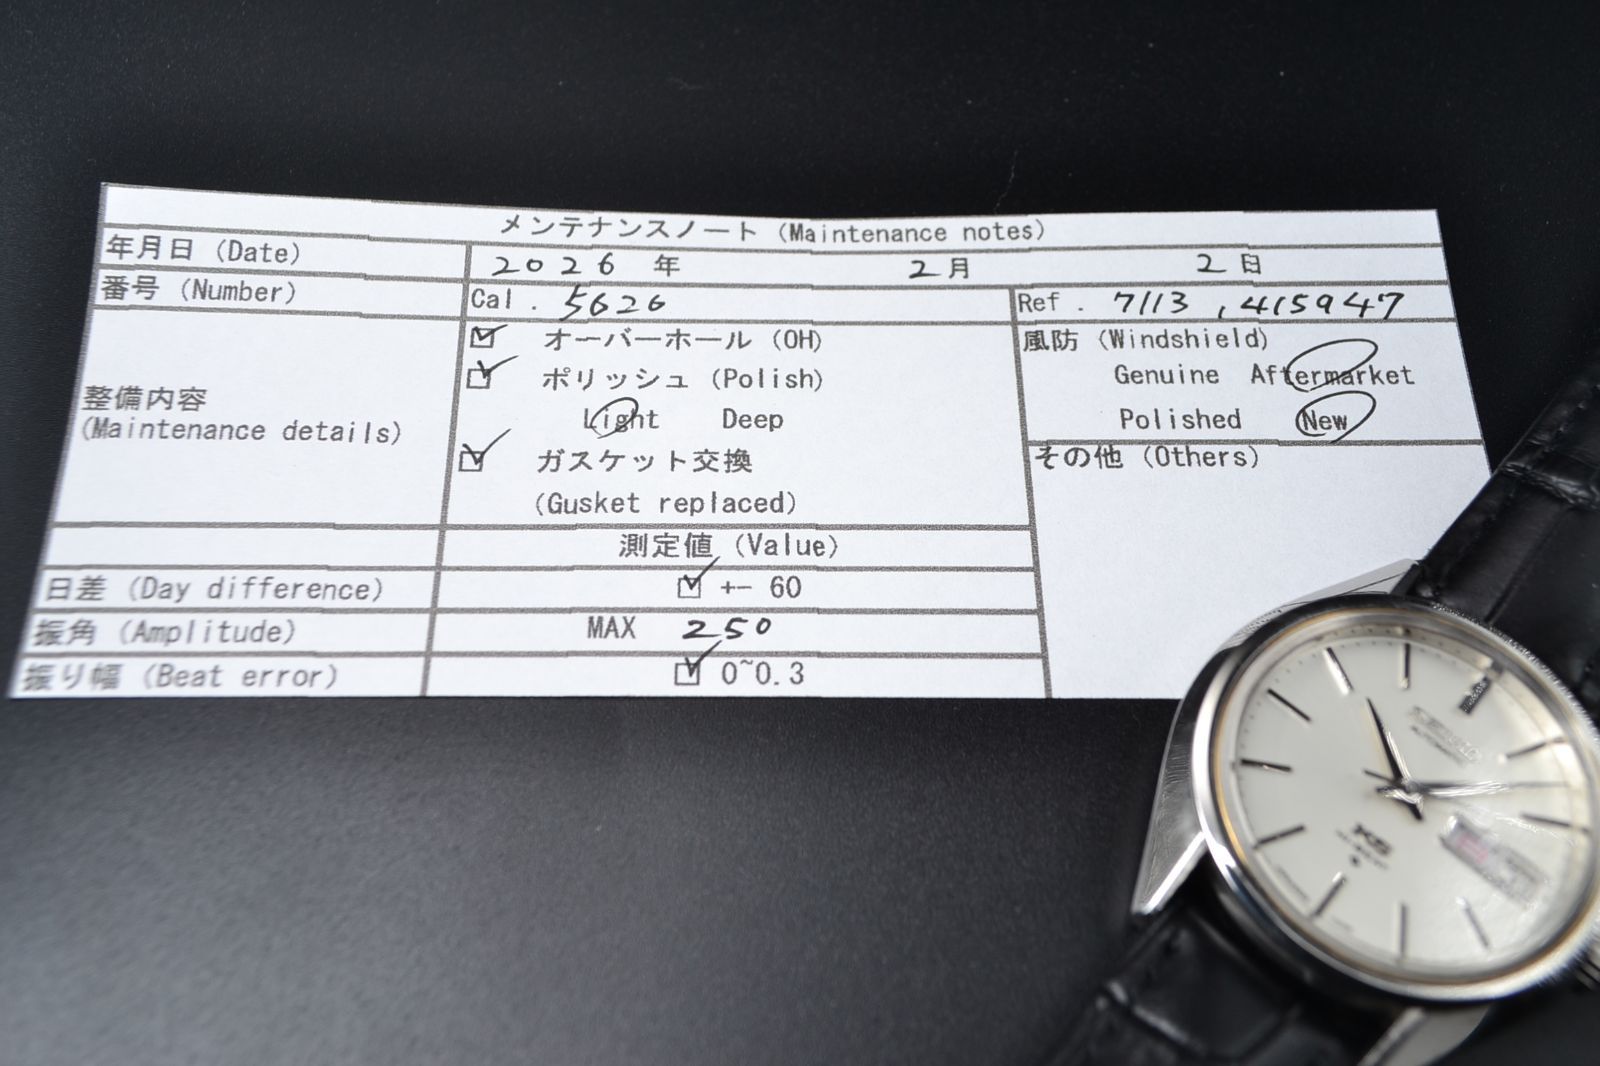 メンテナンスノート (Maintenance notes)
年月日 (Date) 2026 年 2月 2日
番号 (Number) Cal. 5626 Ref. 7113, 415947
整備内容
(Maintenance details)
☑ オーバーホール (OH)
☑ ポリッシュ (Polish)
Light Deep
☑ ガスケット交換
(Gusket replaced)
風防 (Windshield)
Genuine Aftermarket
Polished New
その他 (Others)
測定値 (Value)
日差 (Day difference) ☑ +- 60
振角 (Amplitude) MAX 250
振り幅 (Beat error) ☑ 0~0.3
SEIKO
AUTOMATIC
KS
HI-BEAT